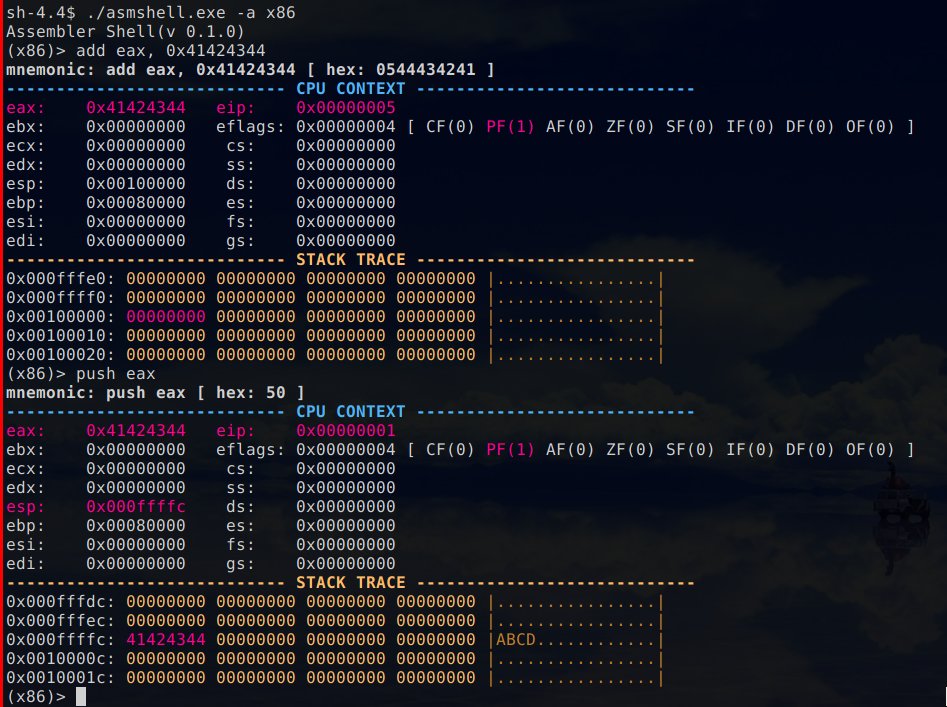 sh-4.4$ ./asmshell.exe -a x86
Assembler Shell(v 0.1.0)
(x86)> add eax, 0x41424344
mnemonic: add eax, 0x41424344 [ hex: 0544434241 ]
---------------------------- CPU CONTEXT ----------------------------
eax:    0x41424344   eip:    0x00000005
ebx:    0x00000000   eflags: 0x00000004 [ CF(0) PF(1) AF(0) ZF(0) SF(0) IF(0) DF(0) OF(0) ]
ecx:    0x00000000    cs:    0x00000000
edx:    0x00000000    ss:    0x00000000
esp:    0x00100000    ds:    0x00000000
ebp:    0x00080000    es:    0x00000000
esi:    0x00000000    fs:    0x00000000
edi:    0x00000000    gs:    0x00000000
---------------------------- STACK TRACE ----------------------------
0x000fffe0: 00000000 00000000 00000000 00000000 |................|
0x000ffff0: 00000000 00000000 00000000 00000000 |................|
0x00100000: 00000000 00000000 00000000 00000000 |................|
0x00100010: 00000000 00000000 00000000 00000000 |................|
0x00100020: 00000000 00000000 00000000 00000000 |................|
(x86)> push eax
mnemonic: push eax [ hex: 50 ]
---------------------------- CPU CONTEXT ----------------------------
eax:    0x41424344   eip:    0x00000001
ebx:    0x00000000   eflags: 0x00000004 [ CF(0) PF(1) AF(0) ZF(0) SF(0) IF(0) DF(0) OF(0) ]
ecx:    0x00000000    cs:    0x00000000
edx:    0x00000000    ss:    0x00000000
esp:    0x000ffffc    ds:    0x00000000
ebp:    0x00080000    es:    0x00000000
esi:    0x00000000    fs:    0x00000000
edi:    0x00000000    gs:    0x00000000
---------------------------- STACK TRACE ----------------------------
0x000fffdc: 00000000 00000000 00000000 00000000 |................|
0x000fffec: 00000000 00000000 00000000 00000000 |................|
0x000ffffc: 41424344 00000000 00000000 00000000 |ABCD............|
0x0010000c: 00000000 00000000 00000000 00000000 |................|
0x0010001c: 00000000 00000000 00000000 00000000 |................|
(x86)>